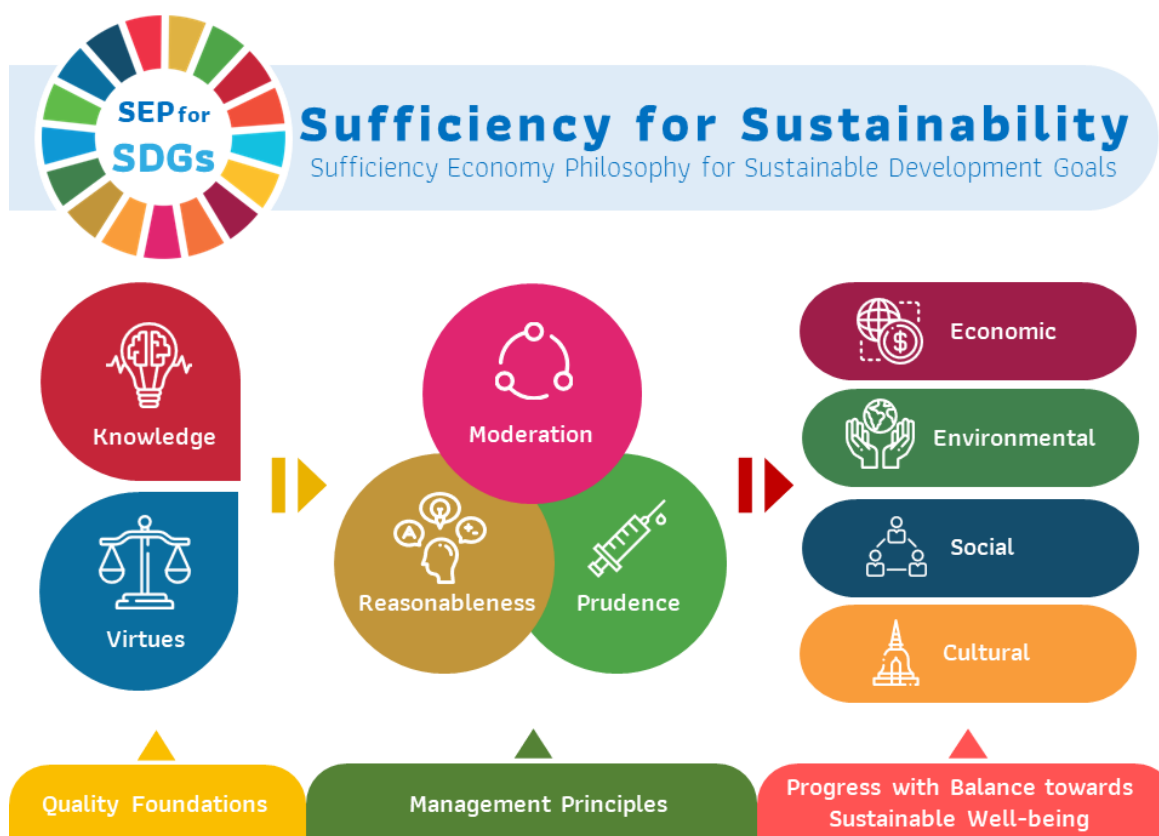 SEP for
SDGs
Sufficiency for Sustainability
Sufficiency Economy Philosophy for Sustainable Development Goals
Knowledge
Virtues
Moderation
Reasonableness
Prudence
A
$
Economic
Environmental
Social
Cultural
Quality Foundations
Management Principles
Progress with Balance towards
Sustainable Well-being